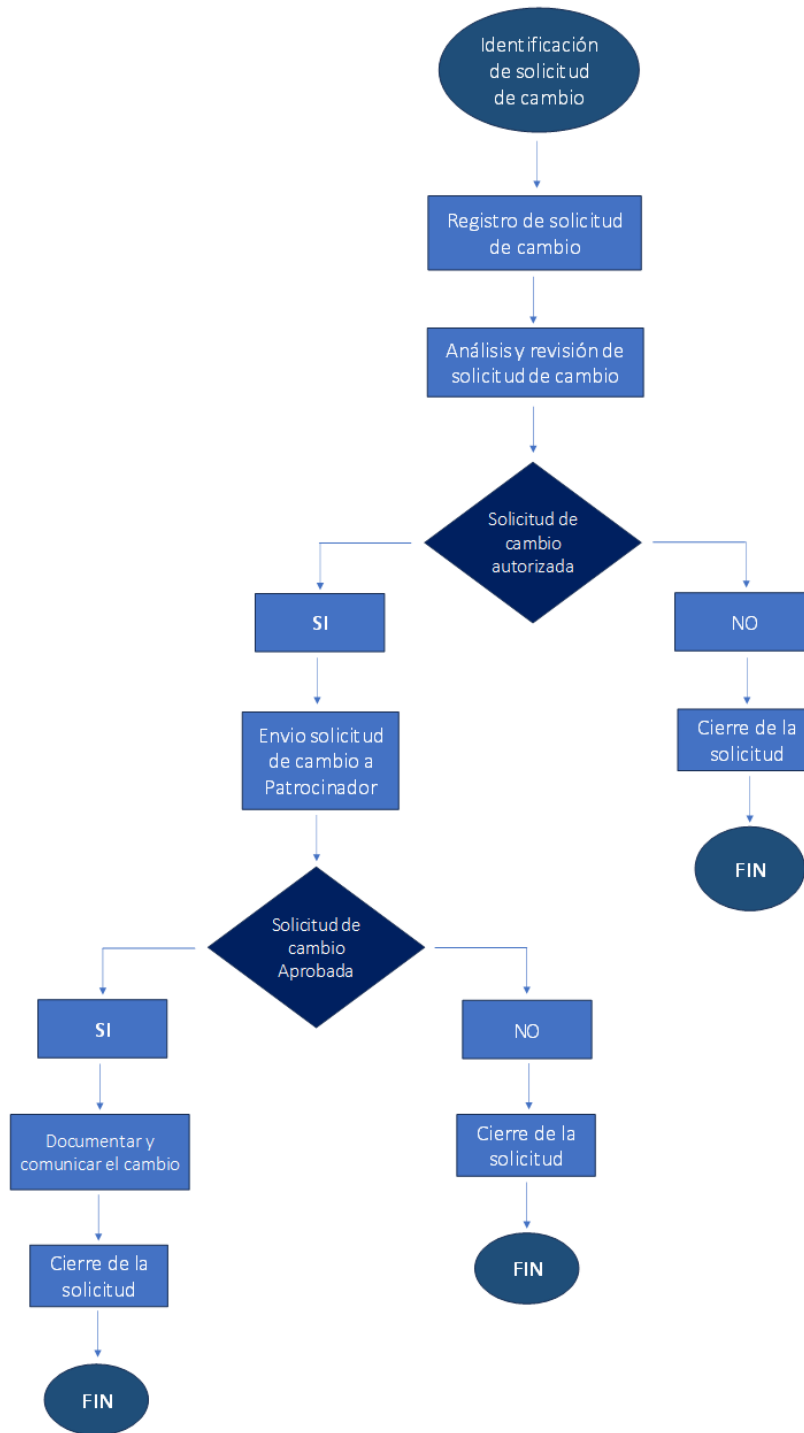 Identificación
de solicitud
de cambio
Registro de solicitud
de cambio
Análisis y revisión de
solicitud de cambio
Solicitud de
cambio
autorizada
SI
NO
Envio solicitud
de cambio a
Patrocinador
Cierre de la
solicitud
FIN
Solicitud de
cambio
Aprobada
SI
NO
Documentar y
comunicar el cambio
Cierre de la
solicitud
Cierre de la
solicitud
FIN
FIN